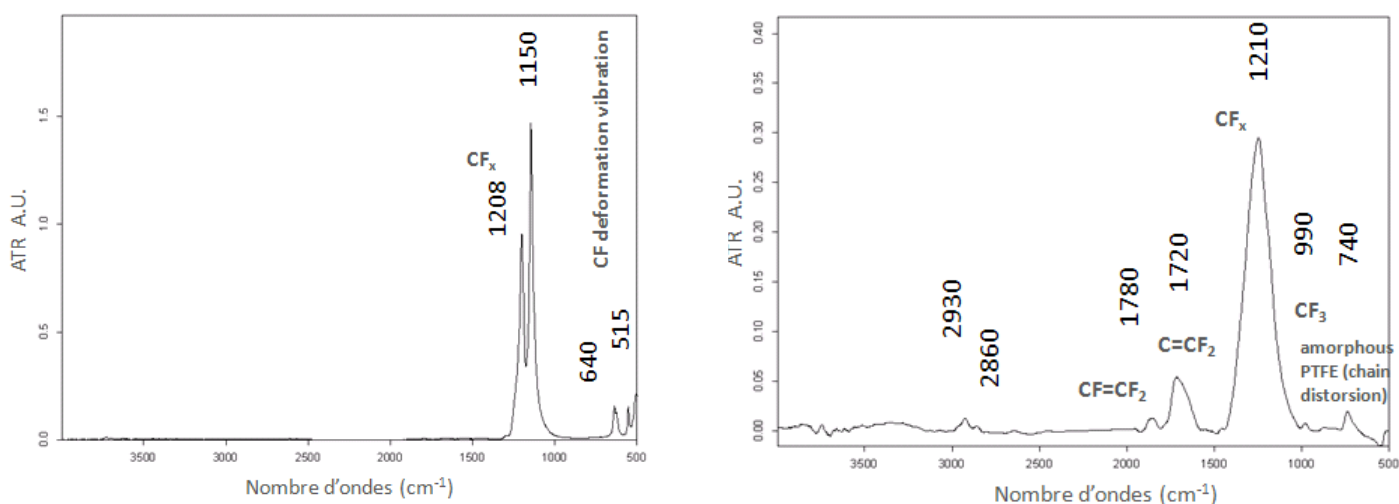 1150
CF deformation vibration
CFₓ
1208
640
515
ATR A.U.
1.5
1.0
0.5
0.0
3500
3000
2500
2000
1500
1000
500
Nombre d’ondes (cm⁻¹)
1210
CFₓ
990
740
1720
1780
2930
2860
C=CF₂
CF=CF₂
CF₃
amorphous
PTFE (chain
distorsion)
ATR A.U.
0.40
0.35
0.30
0.25
0.20
0.15
0.10
0.05
0.00
3500
3000
2500
2000
1500
1000
500
Nombre d’ondes (cm⁻¹)